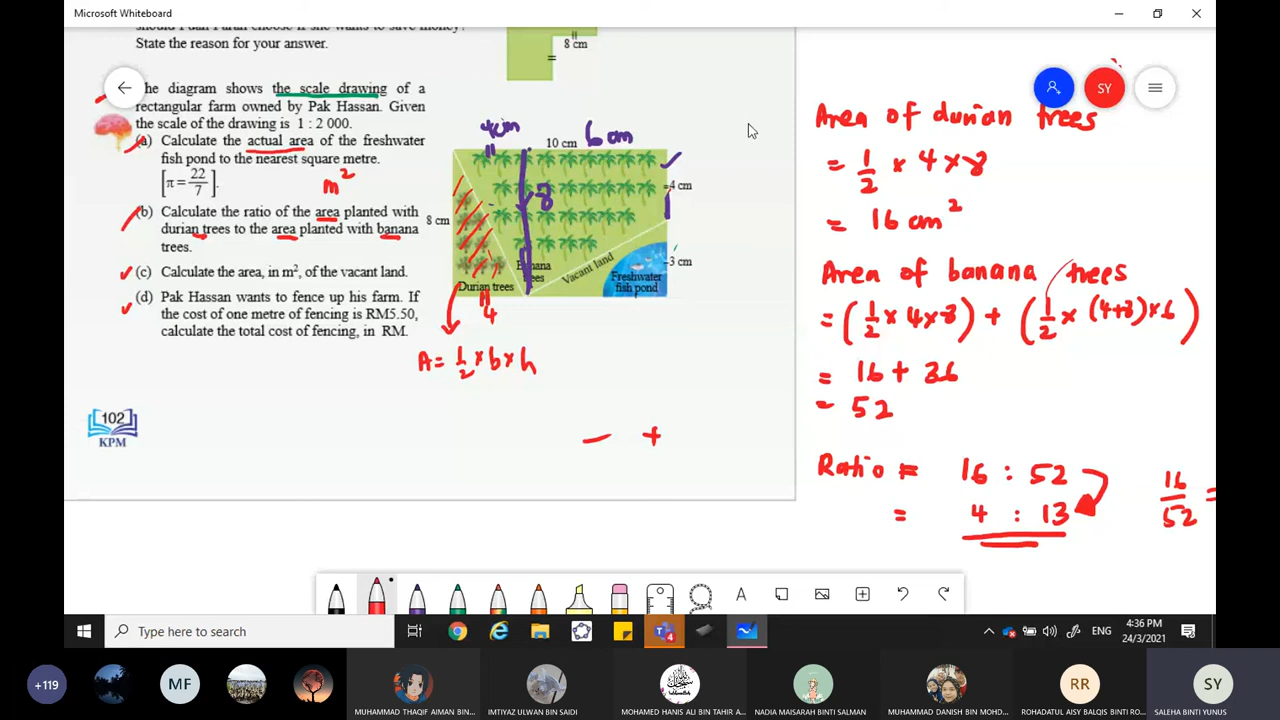 Microsoft Whiteboard
State the reason for your answer.
8 cm
=
he diagram shows the scale drawing of a
rectangular farm owned by Pak Hassan. Given
the scale of the drawing is 1 : 2 000.
a) Calculate the actual area of the freshwater
fish pond to the nearest square metre.
[π = 22/7].
m²
(b) Calculate the ratio of the area planted with
durian trees to the area planted with banana
trees.
(c) Calculate the area, in m², of the vacant land.
(d) Pak Hassan wants to fence up his farm. If
the cost of one metre of fencing is RM5.50,
calculate the total cost of fencing, in RM.
4cm
10 cm
6 cm
4 cm
8
8 cm
3 cm
Banana
trees
Vacant land
Freshwater
fish pond
Durian trees
4
A = 1/2 × b × h
102
KPM
− +
SY
Area of durian trees
= 1/2 × 4 × 8
= 16 cm²
Area of banana trees
= (1/2 × 4 × 8) + (1/2 × (4+8) × 6)
= 16 + 36
= 52
Ratio = 16 : 52
= 4 : 13
16/52 =
A
Type here to search
4
ENG
4:36 PM
24/3/2021
+119
MF
MUHAMMAD THAQIF AIMAN BIN...
IMTIYAZ ULWAN BIN SAIDI
MOHAMED HANIS ALI BIN TAHIR A...
NADIA MAISARAH BINTI SALMAN
MUHAMMAD DANISH BIN MOHD...
RR
ROHADATUL AISY BALQIS BINTI RO...
SY
SALEHA BINTI YUNUS